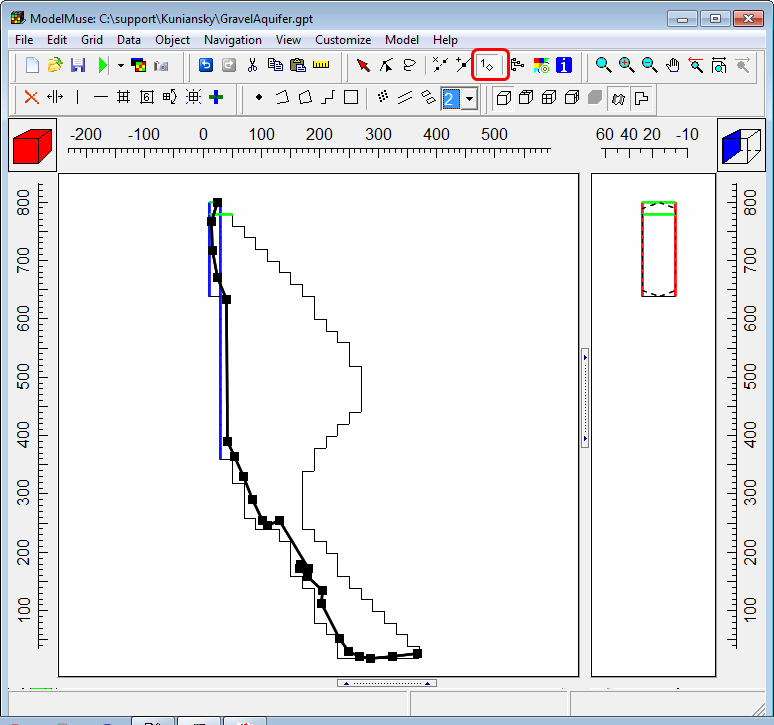 ModelMuse: C:\support\Kuniansky\GravelAquifer.gpt
File Edit Grid Data Object Navigation View Customize Model Help
1
2
-200 -100 0 100 200 300 400 500
60 40 20 -10
800 700 600 500 400 300 200 100
800 700 600 500 400 300 200 100